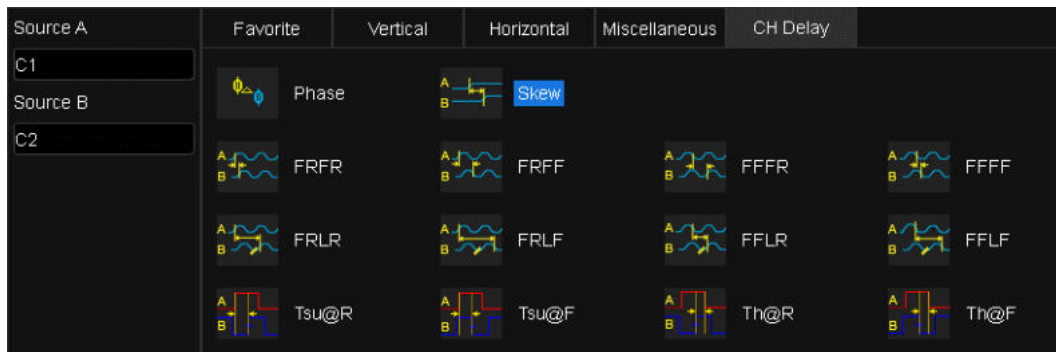 Source A
C1
Source B
C2
Favorite Vertical Horizontal Miscellaneous CH Delay
Φ Φ Phase A B Skew
A B FRFR A B FRFF A B FFFR A B FFFF
A B FRLR A B FRLF A B FFLR A B FFLF
A B Tsu@R A B Tsu@F A B Th@R A B Th@F